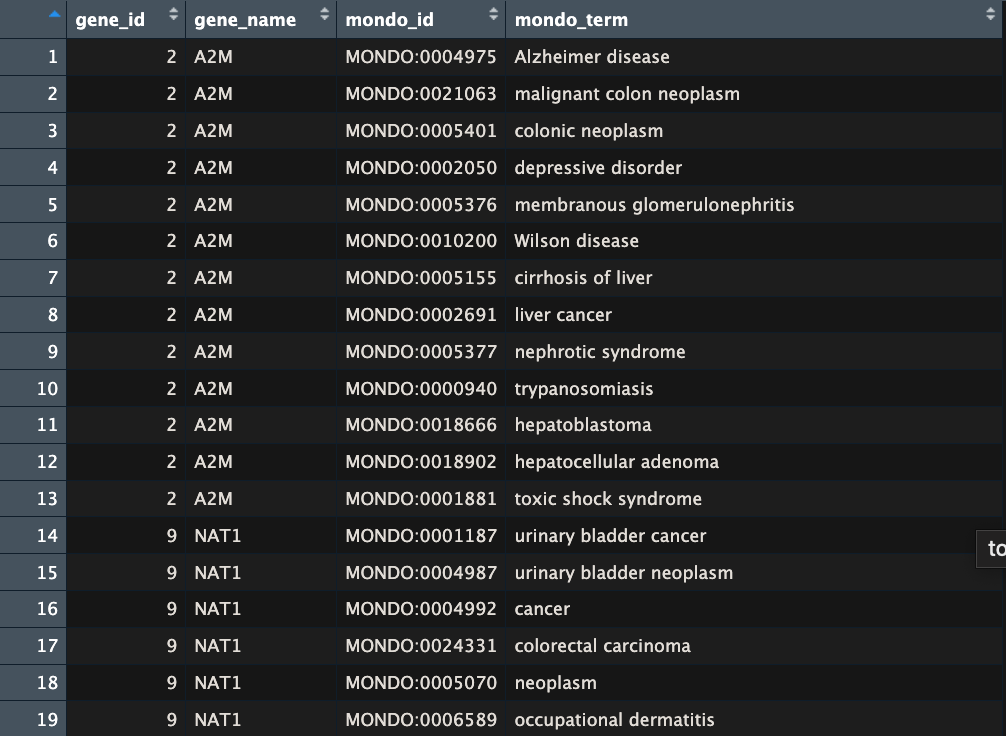 gene_id gene_name mondo_id mondo_term
1 2 A2M MONDO:0004975 Alzheimer disease
2 2 A2M MONDO:0021063 malignant colon neoplasm
3 2 A2M MONDO:0005401 colonic neoplasm
4 2 A2M MONDO:0002050 depressive disorder
5 2 A2M MONDO:0005376 membranous glomerulonephritis
6 2 A2M MONDO:0010200 Wilson disease
7 2 A2M MONDO:0005155 cirrhosis of liver
8 2 A2M MONDO:0002691 liver cancer
9 2 A2M MONDO:0005377 nephrotic syndrome
10 2 A2M MONDO:0000940 trypanosomiasis
11 2 A2M MONDO:0018666 hepatoblastoma
12 2 A2M MONDO:0018902 hepatocellular adenoma
13 2 A2M MONDO:0001881 toxic shock syndrome
14 9 NAT1 MONDO:0001187 urinary bladder cancer
to
15 9 NAT1 MONDO:0004987 urinary bladder neoplasm
16 9 NAT1 MONDO:0004992 cancer
17 9 NAT1 MONDO:0024331 colorectal carcinoma
18 9 NAT1 MONDO:0005070 neoplasm
19 9 NAT1 MONDO:0006589 occupational dermatitis